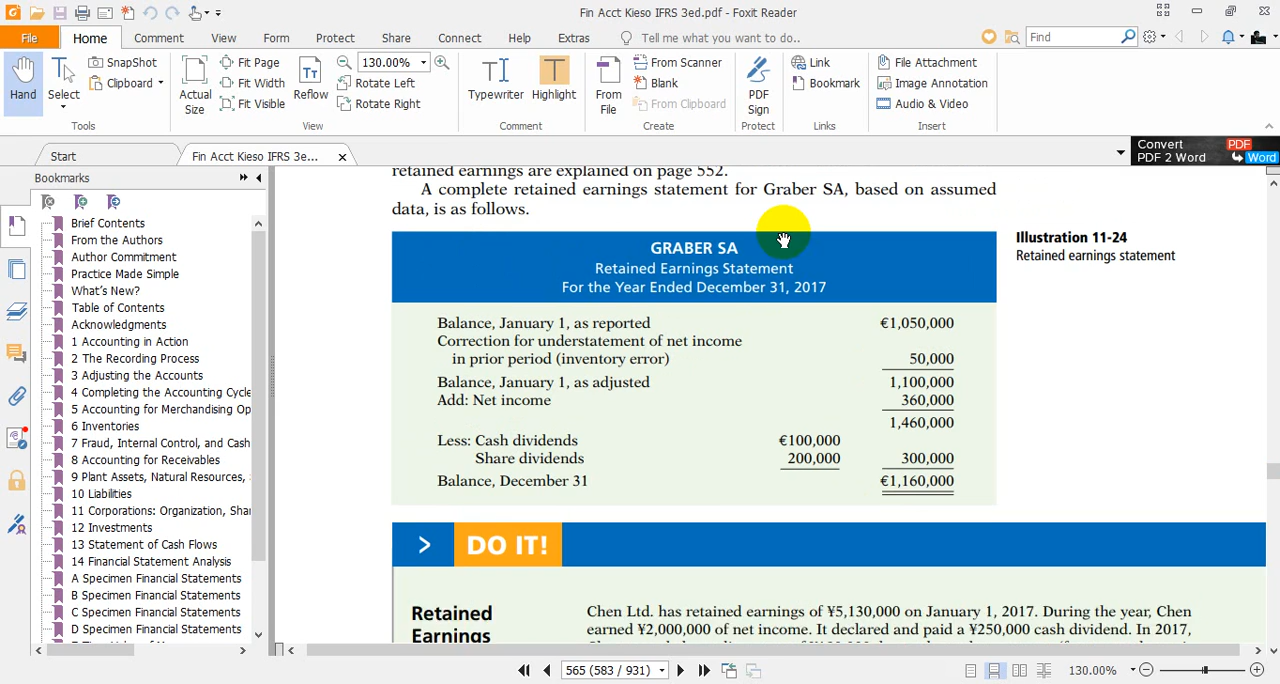 Fin Acct Kieso IFRS 3ed.pdf - Foxit Reader
File Home Comment View Form Protect Share Connect Help Extras Tell me what you want to do.. Find
Hand
Select
SnapShot
Clipboard
Tools
Actual Size
Fit Page
Fit Width
Fit Visible
Reflow
130.00%
Rotate Left
Rotate Right
View
Typewriter Highlight
Comment
From File
From Scanner
Blank
From Clipboard
Create
PDF Sign
Protect
Link
Bookmark
Links
File Attachment
Image Annotation
Audio & Video
Insert
Start Fin Acct Kieso IFRS 3e...
Convert PDF
PDF 2 Word Word
Bookmarks
Brief Contents
From the Authors
Author Commitment
Practice Made Simple
What's New?
Table of Contents
Acknowledgments
1 Accounting in Action
2 The Recording Process
3 Adjusting the Accounts
4 Completing the Accounting Cycle
5 Accounting for Merchandising Op
6 Inventories
7 Fraud, Internal Control, and Cash
8 Accounting for Receivables
9 Plant Assets, Natural Resources,
10 Liabilities
11 Corporations: Organization, Sha
12 Investments
13 Statement of Cash Flows
14 Financial Statement Analysis
A Specimen Financial Statements
B Specimen Financial Statements
C Specimen Financial Statements
D Specimen Financial Statements
retained earnings are explained on page 552.
A complete retained earnings statement for Graber SA, based on assumed
data, is as follows.
GRABER SA
Retained Earnings Statement
For the Year Ended December 31, 2017
Illustration 11-24
Retained earnings statement
Balance, January 1, as reported €1,050,000
Correction for understatement of net income
in prior period (inventory error) 50,000
Balance, January 1, as adjusted 1,100,000
Add: Net income 360,000
1,460,000
Less: Cash dividends €100,000
Share dividends 200,000 300,000
Balance, December 31 €1,160,000
> DO IT!
Retained
Earnings
Chen Ltd. has retained earnings of ¥5,130,000 on January 1, 2017. During the year, Chen
earned ¥2,000,000 of net income. It declared and paid a ¥250,000 cash dividend. In 2017,
565 (583 / 931)
130.00%